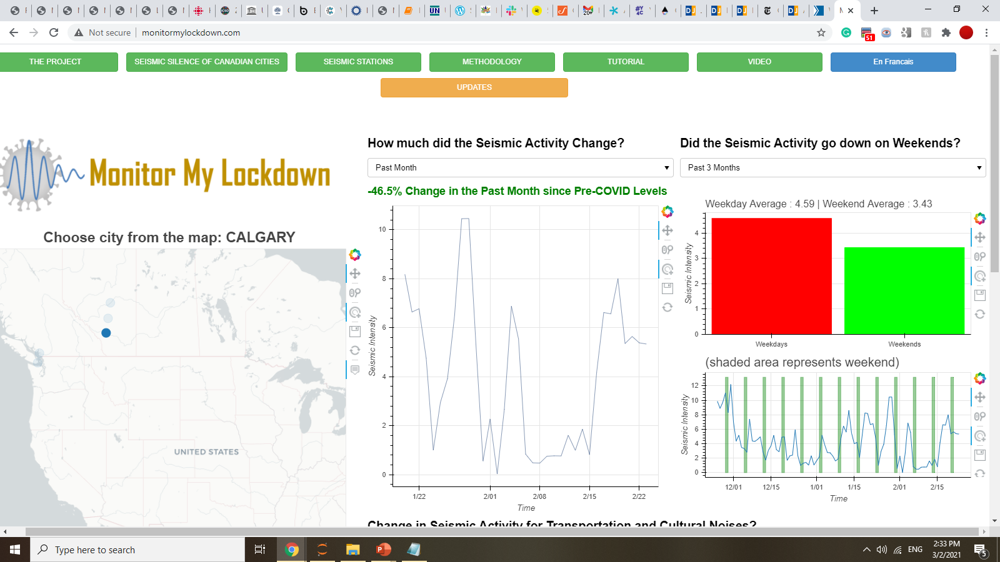 Not secure
monitormylockdown.com
51
20+
#Y
4C
UN
DJ
DJ
DJ
DJ
THE PROJECT
SEISMIC SILENCE OF CANADIAN CITIES
SEISMIC STATIONS
METHODOLOGY
TUTORIAL
VIDEO
En Francais
UPDATES
Monitor My Lockdown
Choose city from the map: CALGARY
UNITED STATES
How much did the Seismic Activity Change?
Past Month
-46.5% Change in the Past Month since Pre-COVID Levels
10
8
6
4
2
0
Seismic Intensity
1/22
2/01
2/08
2/15
2/22
Time
Did the Seismic Activity go down on Weekends?
Past 3 Months
Weekday Average : 4.59 | Weekend Average : 3.43
4
3
2
1
0
Seismic Intensity
Weekdays
Weekends
(shaded area represents weekend)
12
10
8
6
4
2
0
Seismic Intensity
12/01
12/15
1/01
1/15
2/01
2/15
Time
Change in Seismic Activity for Transportation and Cultural Noises?
Type here to search
ENG
2:33 PM
3/2/2021
5